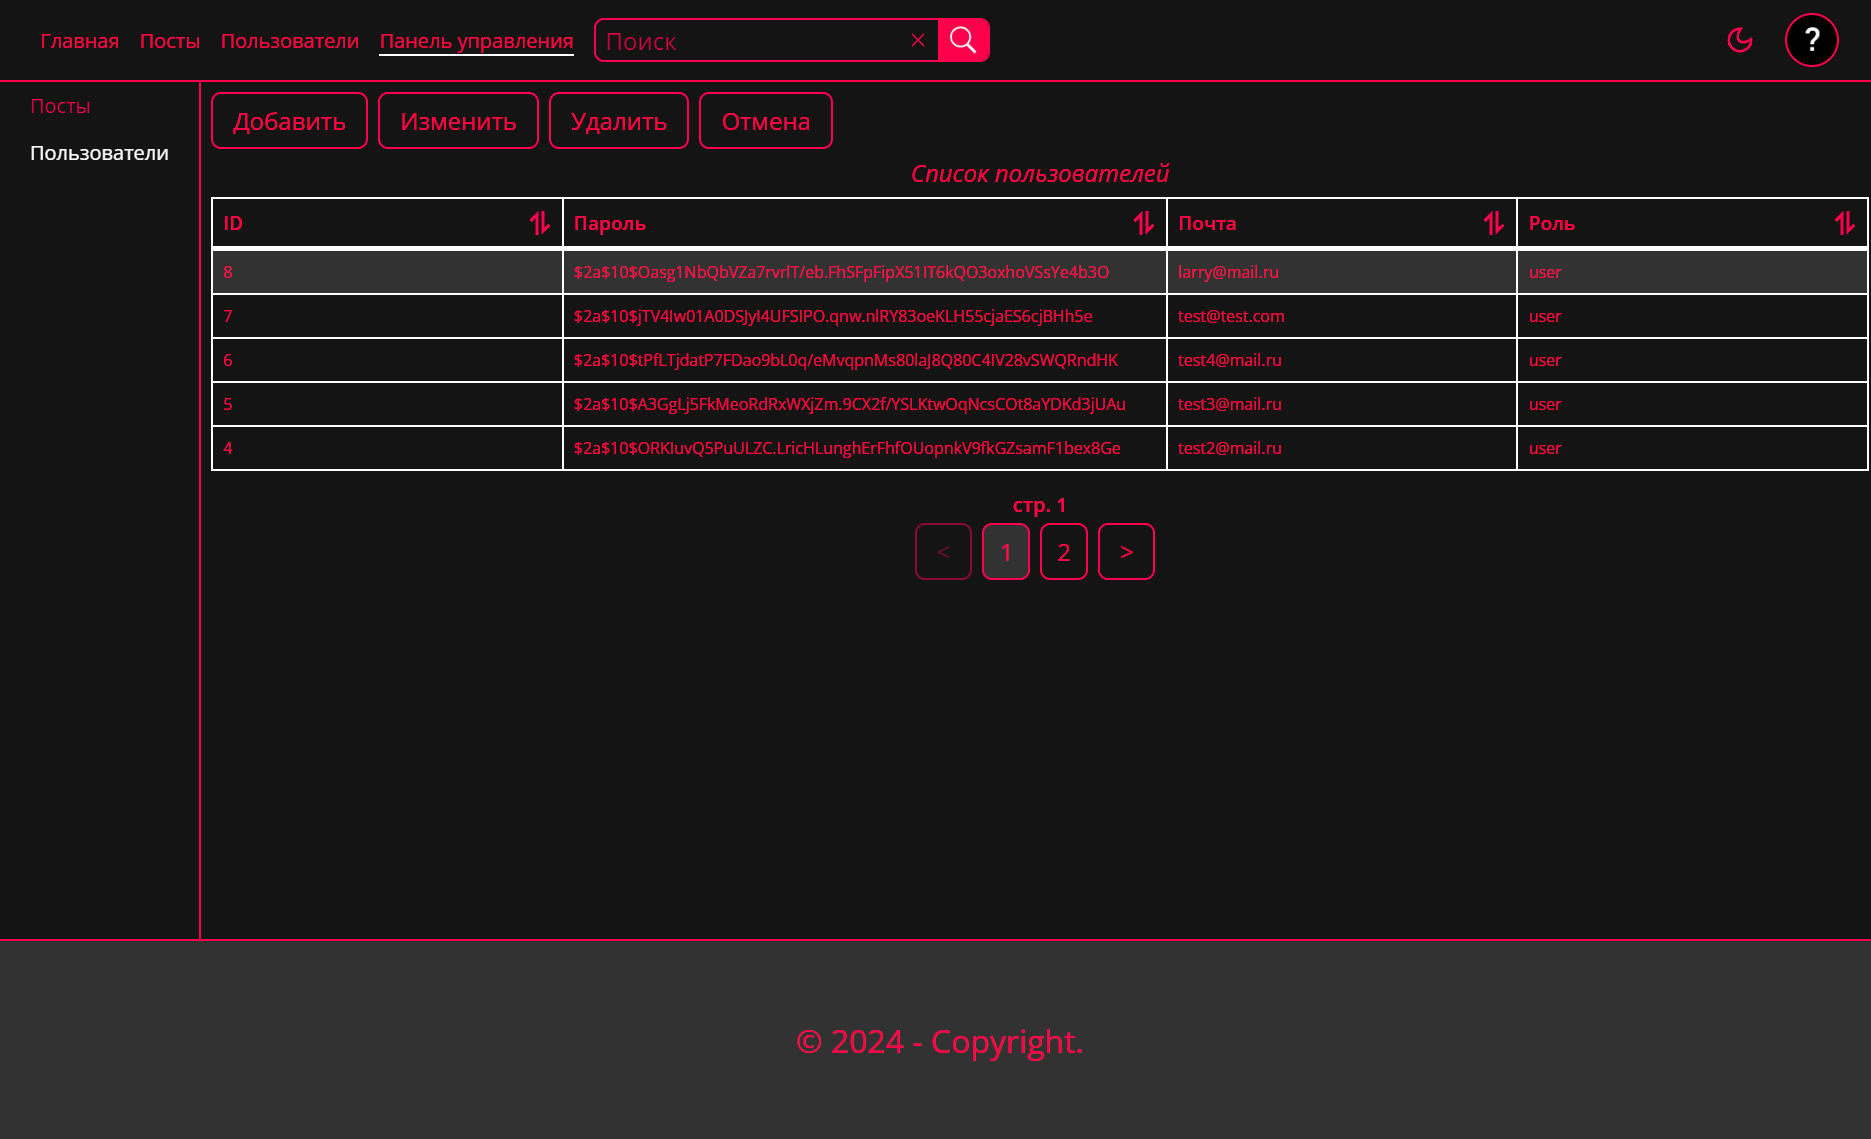 Главная Посты Пользователи Панель управления Поиск ?
Посты
Пользователи
Добавить Изменить Удалить Отмена
Список пользователей
ID Пароль Почта Роль
8 $2a$10$Oasg1NbQbVZa7rvrlT/eb.FhSFpFipX51IT6kQO3oxhoVSsYe4b3O larry@mail.ru user
7 $2a$10$jTV4Iw01A0DSJyI4UFSIPO.qnw.nlRY83oeKLH55cjaES6cjBHh5e test@test.com user
6 $2a$10$tPfLTjdatP7FDao9bL0q/eMvqpnMs80laJ8Q80C4IV28vSWQRndHK test4@mail.ru user
5 $2a$10$A3GgLj5FkMeoRdRxWXjZm.9CX2f/YSLKtwOqNcsCOt8aYDKd3jUAu test3@mail.ru user
4 $2a$10$ORKIuvQ5PuULZC.LricHLunghErFhfOUopnkV9fkGZsamF1bex8Ge test2@mail.ru user
стр. 1
< 1 2 >
© 2024 - Copyright.